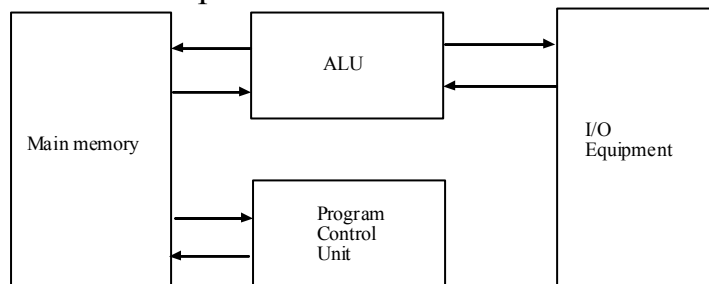 ALU
Main memory
I/O
Equipment
Program
Control
Unit